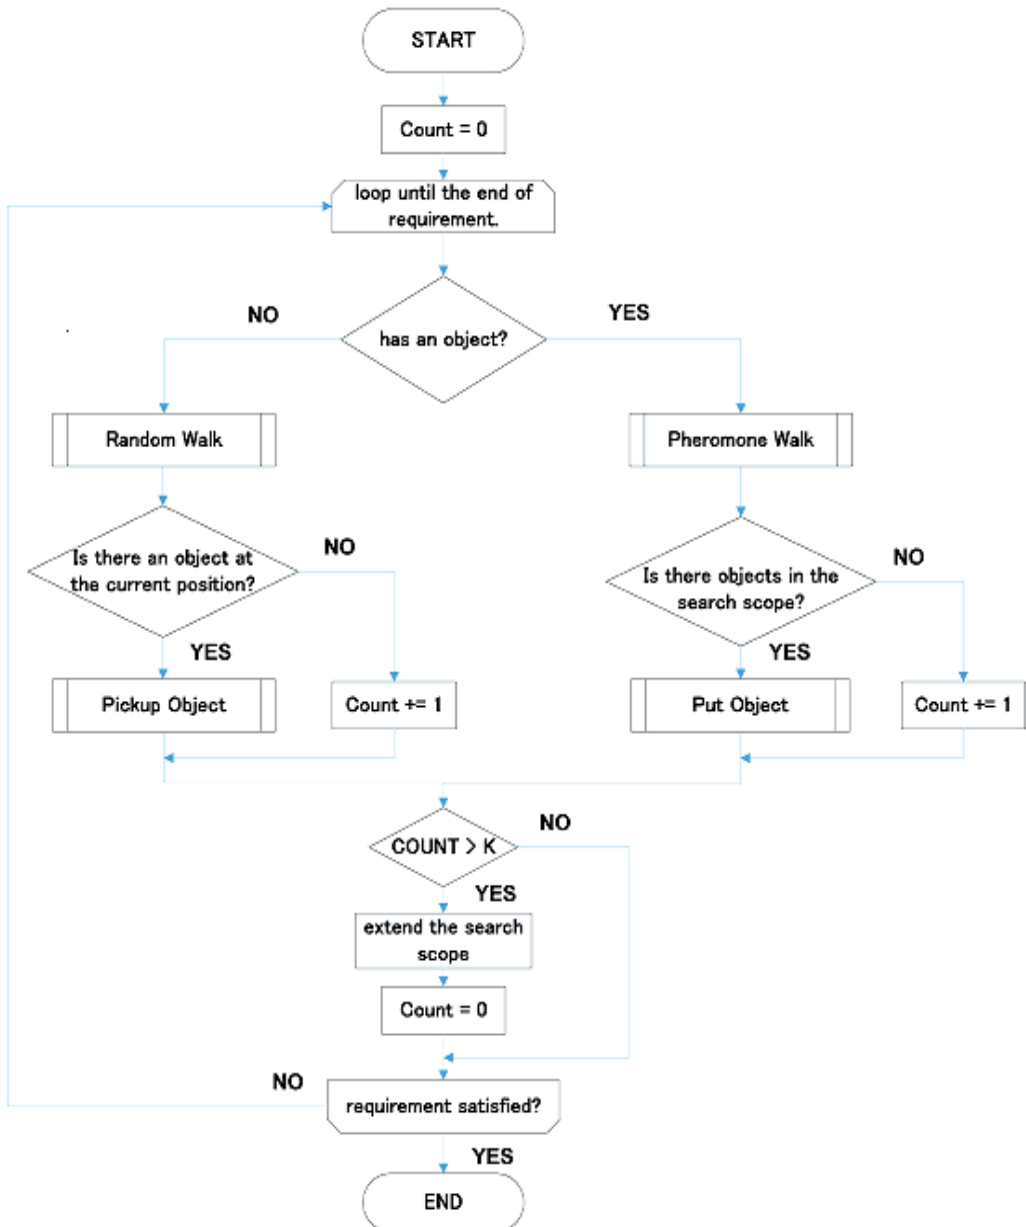 START
Count = 0
loop until the end of
requirement.
NO
YES
has an object?
Random Walk
Pheromone Walk
Is there an object at
the current position?
NO
Is there objects in the
search scope?
NO
YES
YES
Pickup Object
Count += 1
Put Object
Count += 1
COUNT > K
NO
YES
extend the search
scope
Count = 0
NO
requirement satisfied?
YES
END